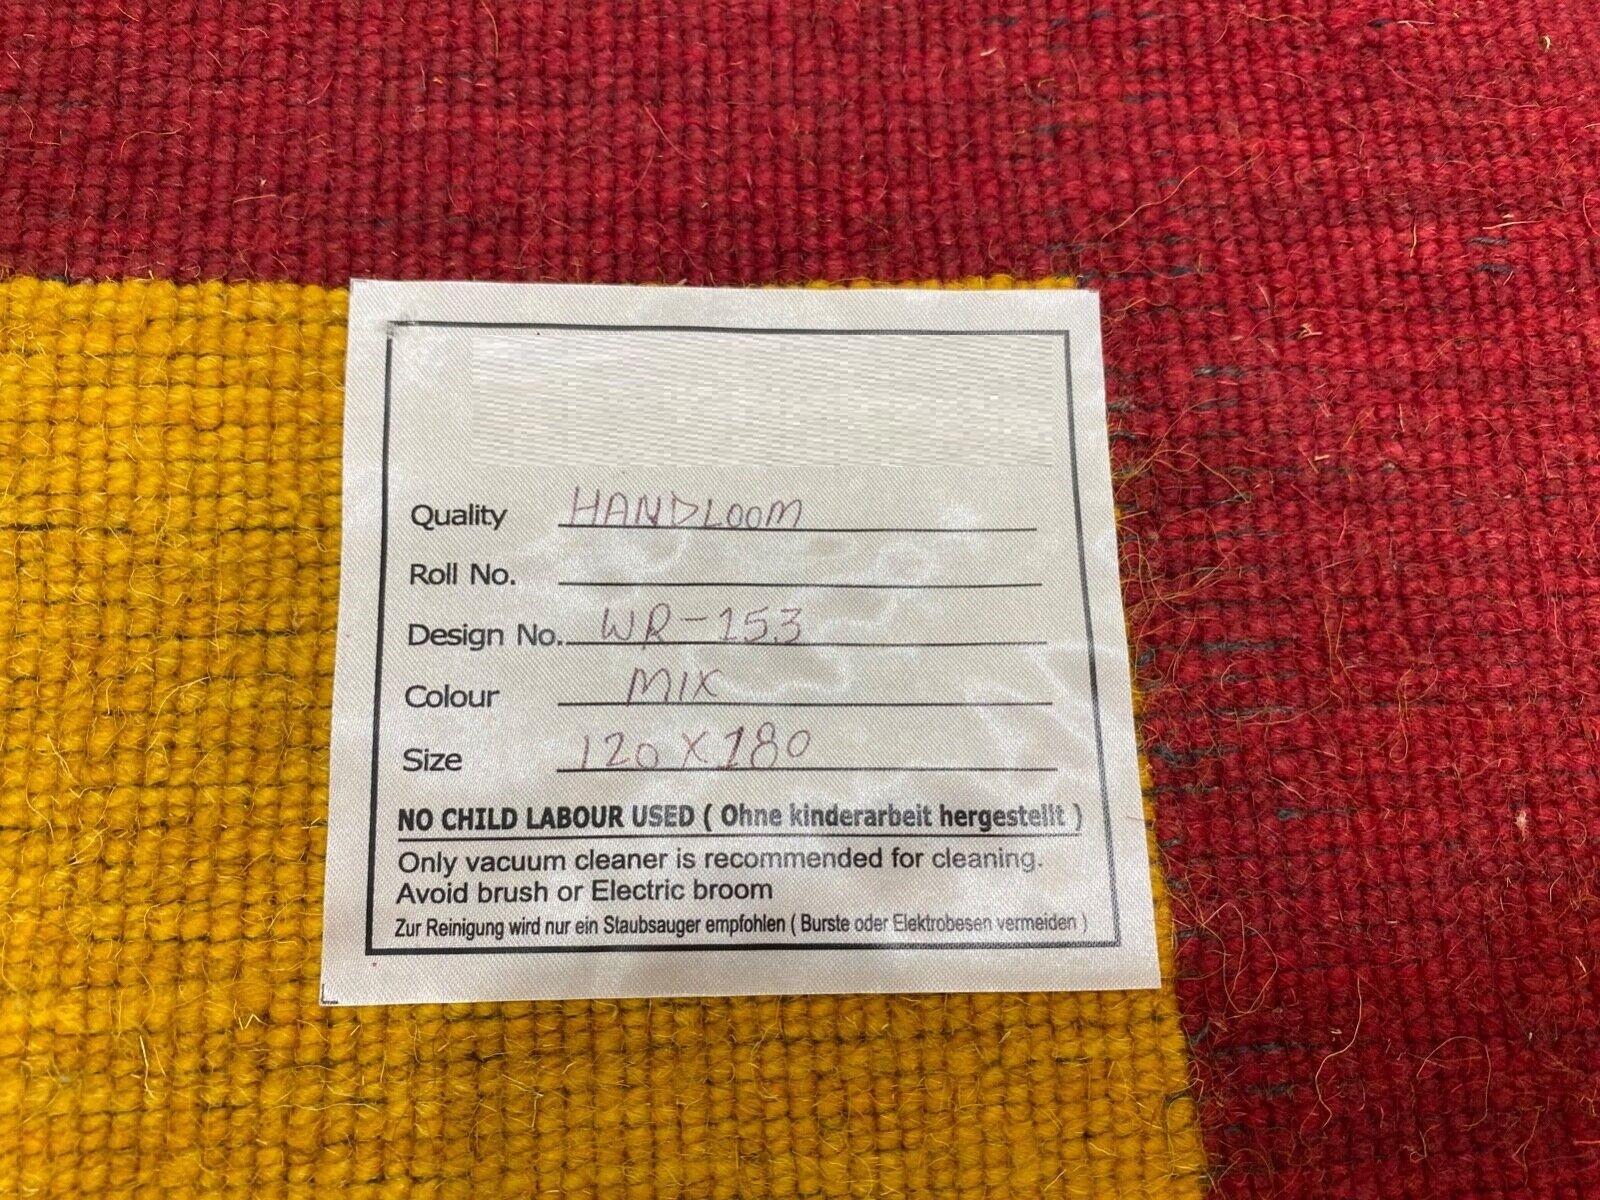 Quality HANDLOOM
Roll No.
Design No. WR-153
Colour MIX
Size 120 X 180
NO CHILD LABOUR USED ( Ohne kinderarbeit hergestellt )
Only vacuum cleaner is recommended for cleaning.
Avoid brush or Electric broom
Zur Reinigung wird nur ein Staubsauger empfohlen ( Burste oder Elektrobesen vermeiden )